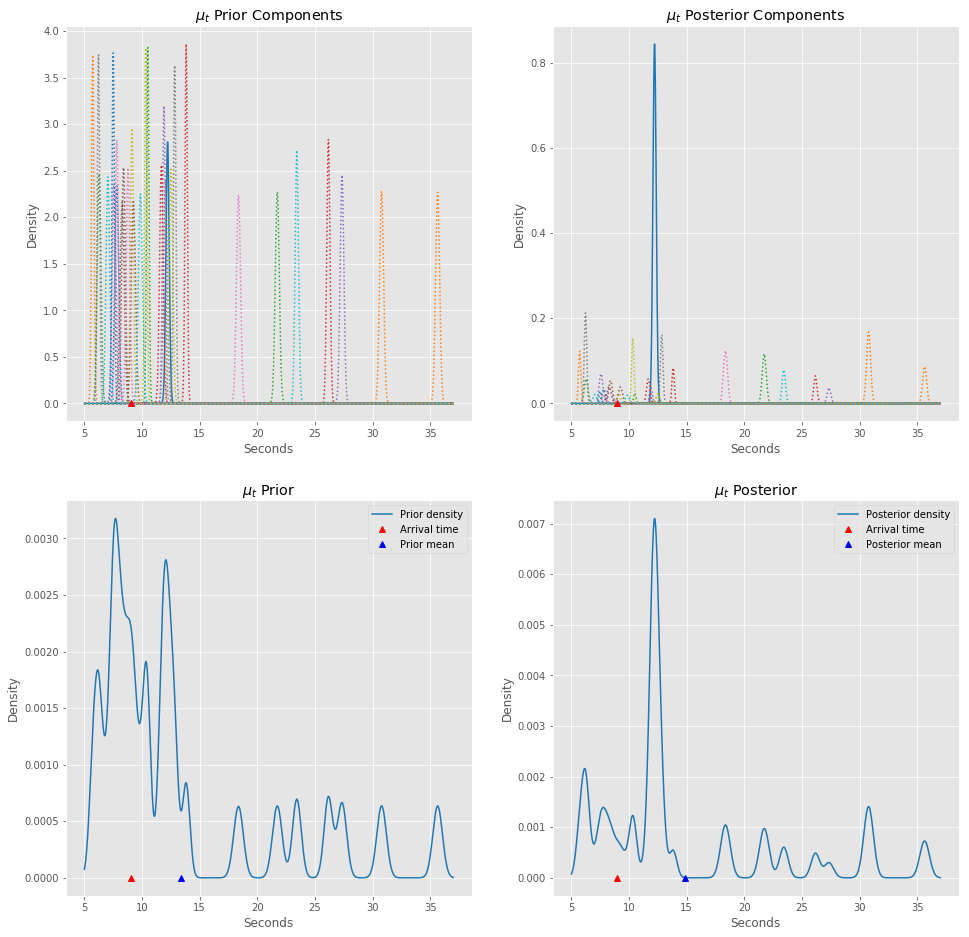 μt Prior Components
Density
4.0
3.5
3.0
2.5
2.0
1.5
1.0
0.5
0.0
5 10 15 20 25 30 35
Seconds
μt Posterior Components
Density
0.8
0.6
0.4
0.2
0.0
5 10 15 20 25 30 35
Seconds
μt Prior
Density
0.0030
0.0025
0.0020
0.0015
0.0010
0.0005
0.0000
Prior density
Arrival time
Prior mean
5 10 15 20 25 30 35
Seconds
μt Posterior
Density
0.007
0.006
0.005
0.004
0.003
0.002
0.001
0.000
Posterior density
Arrival time
Posterior mean
5 10 15 20 25 30 35
Seconds